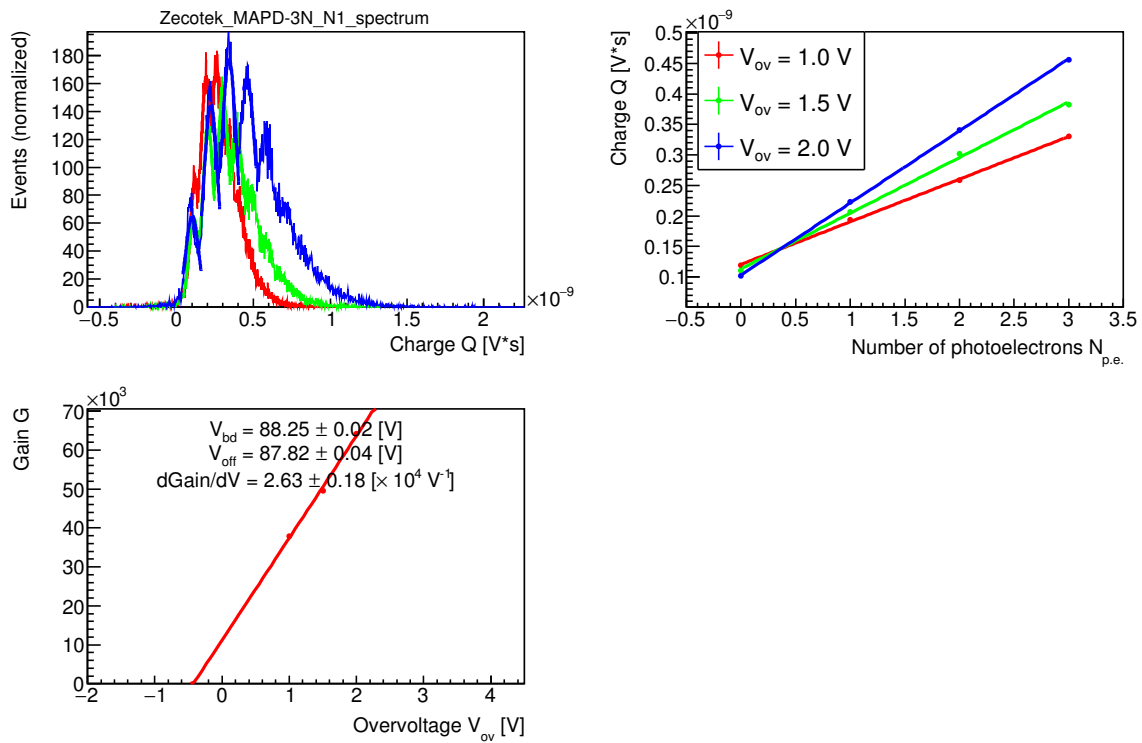 Zecotek_MAPD-3N_N1_spectrum
Events (normalized)
180
160
140
120
100
80
60
40
20
0
−0.5 0 0.5 1 1.5 2
×10⁻⁹
Charge Q [V*s]
×10⁻⁹
Charge Q [V*s]
0.5
0.45
0.4
0.35
0.3
0.25
0.2
0.15
0.1
V_ov = 1.0 V
V_ov = 1.5 V
V_ov = 2.0 V
−0.5 0 0.5 1 1.5 2 2.5 3 3.5
Number of photoelectrons N_p.e.
×10³
Gain G
70
60
50
40
30
20
10
0
V_bd = 88.25 ± 0.02 [V]
V_off = 87.82 ± 0.04 [V]
dGain/dV = 2.63 ± 0.18 [× 10⁴ V⁻¹]
−2 −1 0 1 2 3 4
Overvoltage V_ov [V]